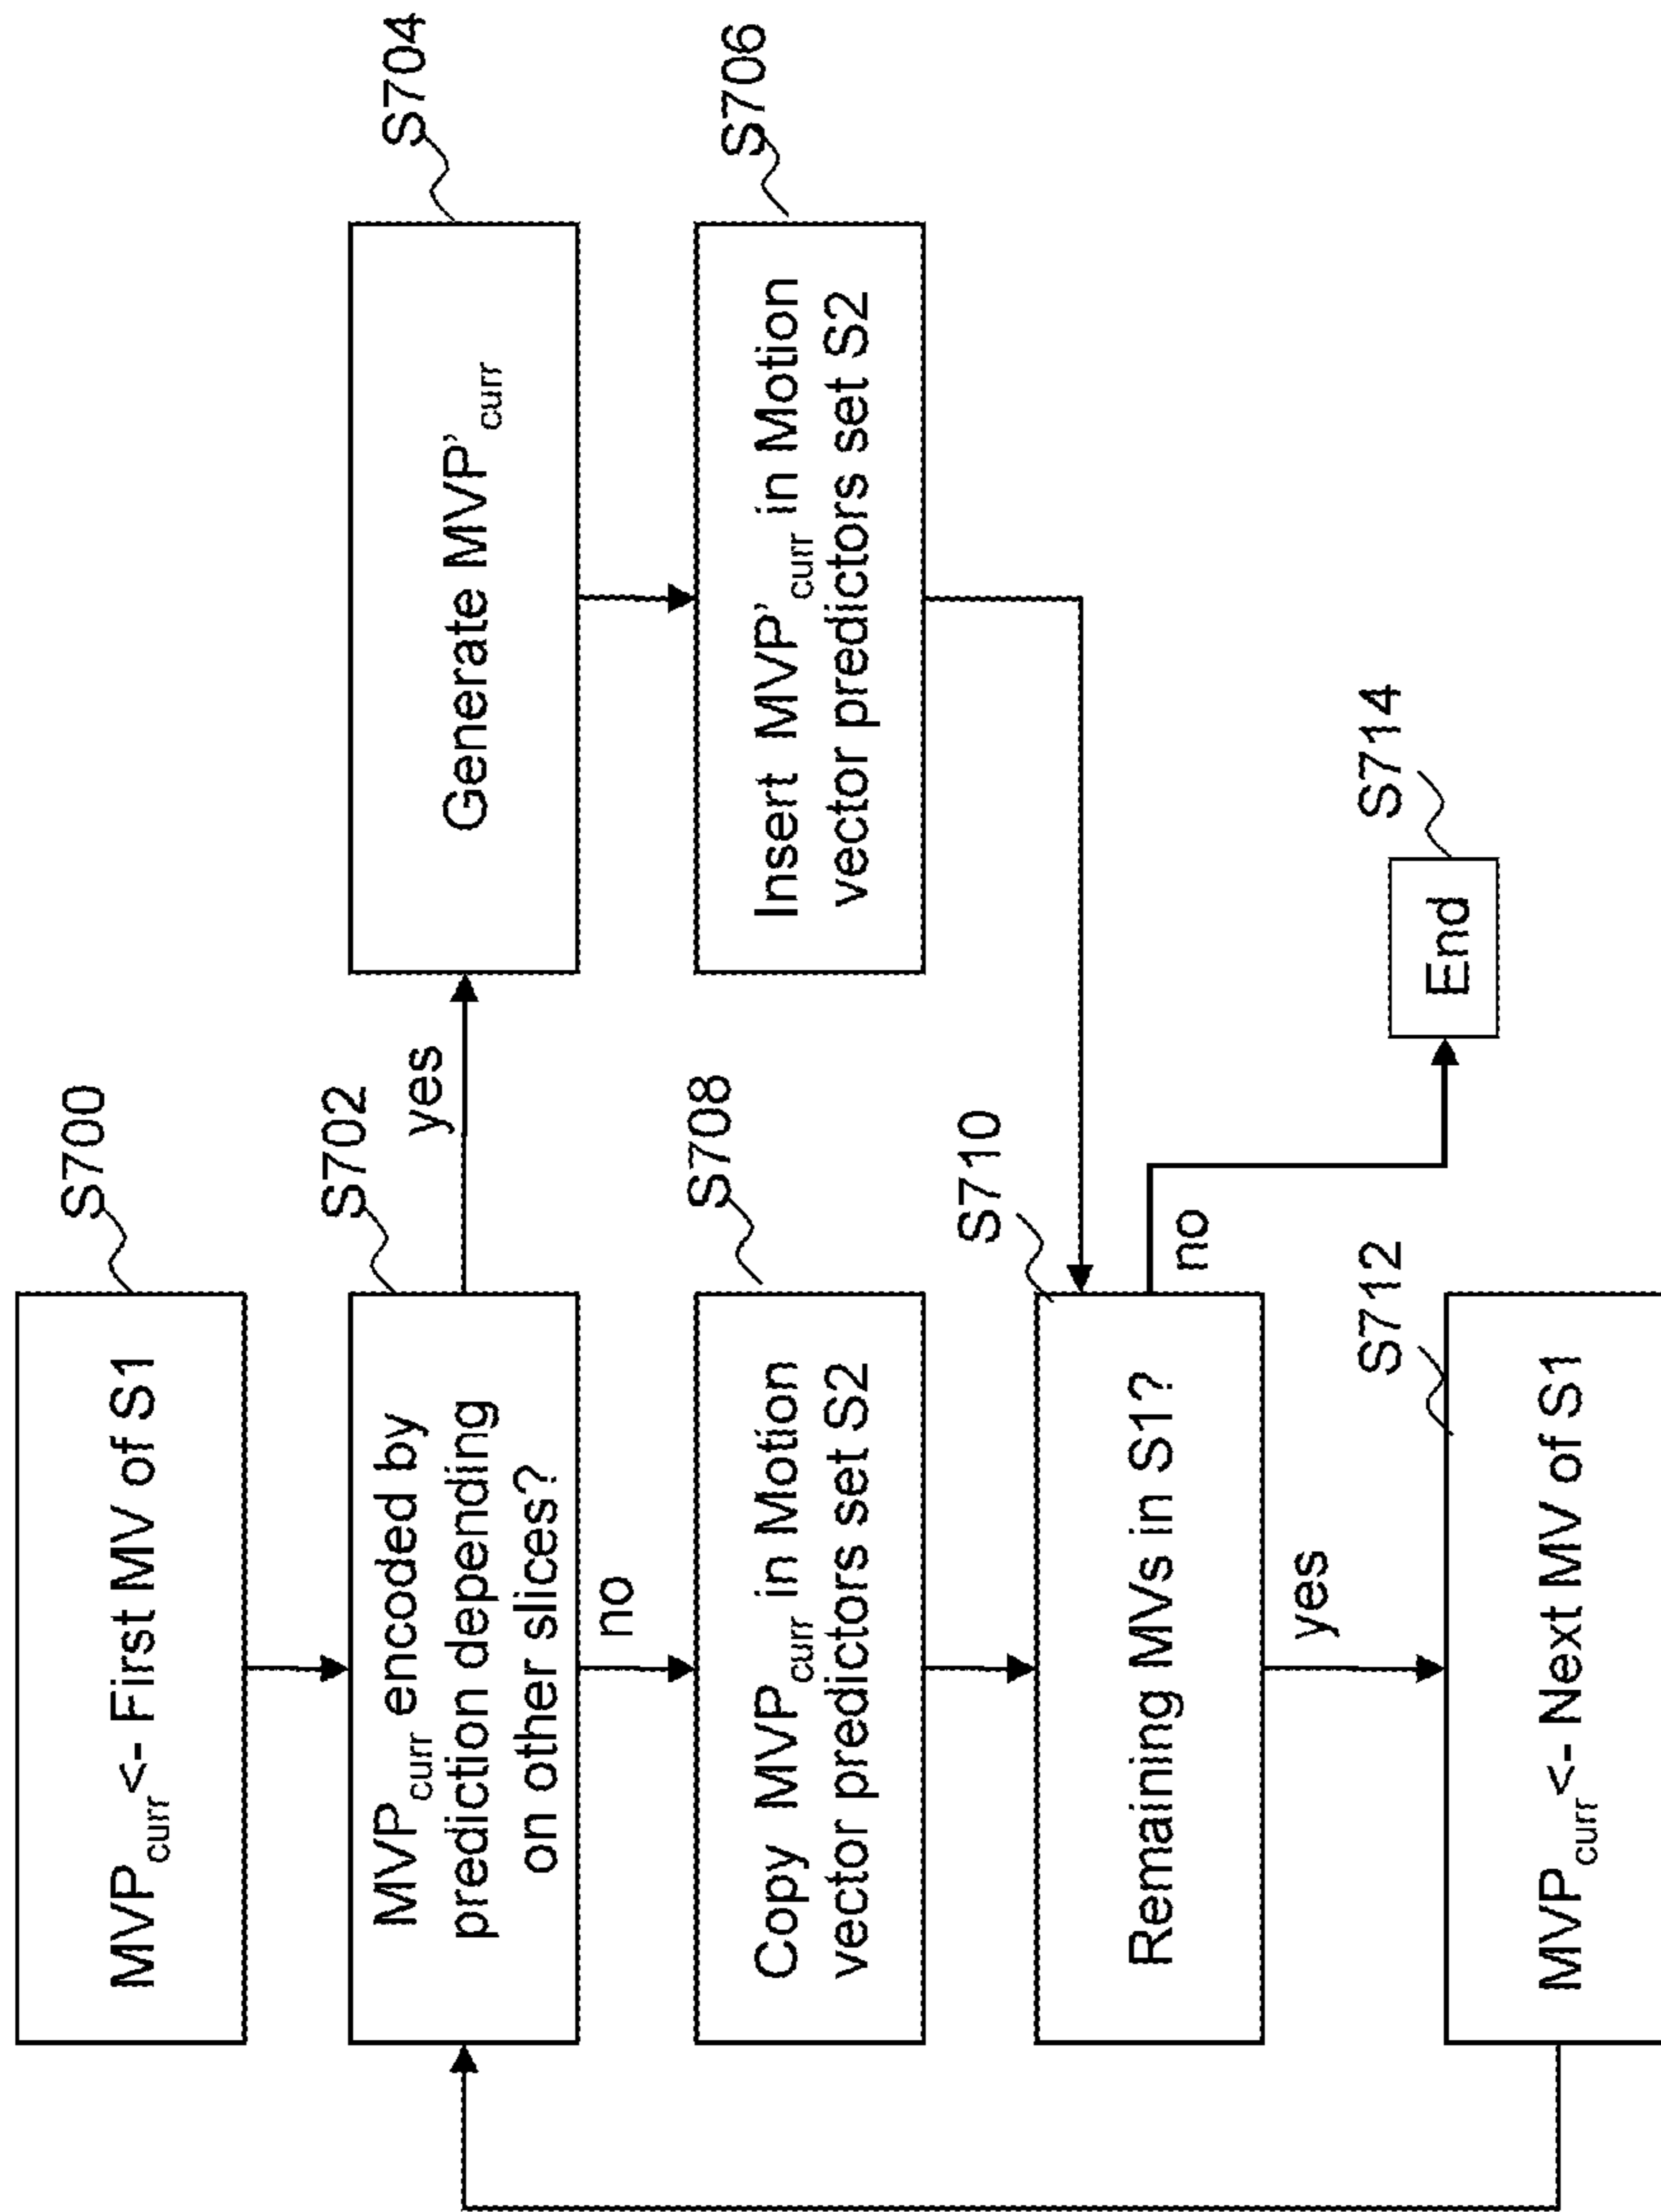 S700
MVPcurr <- First MV of S1
S702
MVPcurr encoded by
prediction depending
on other slices?
yes
no
S704
Generate MVP'curr
S706
Insert MVP'curr in Motion
vector predictors set S2
S708
Copy MVPcurr in Motion
vector predictors set S2
S710
Remaining MVs in S1?
no
yes
S714
End
S712
MVPcurr <- Next MV of S1